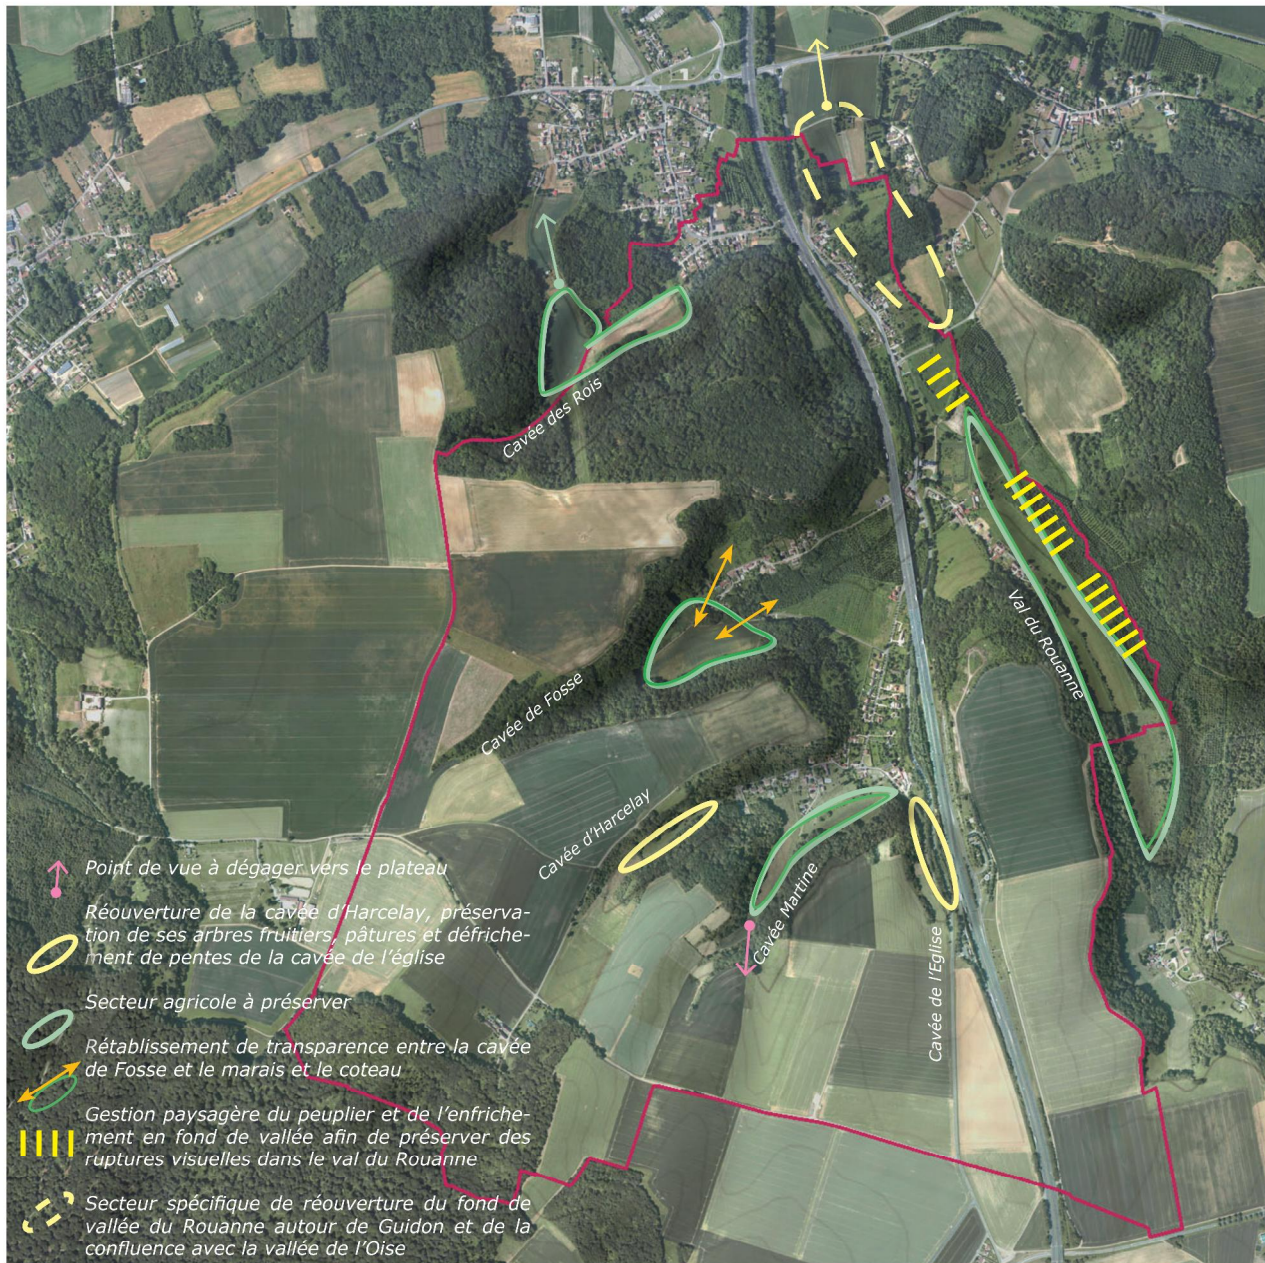 Cavée des Rois
Val du Rouanne
Cavée de Fosse
Cavée d'Harcelay
Cavée Martine
Cavée de l'Eglise
Point de vue à dégager vers le plateau
Réouverture de la cavée d'Harcelay, préserva-
tion de ses arbres fruitiers, pâtures et défriche-
ment de pentes de la cavée de l'église
Secteur agricole à préserver
Rétablissement de transparence entre la cavée
de Fosse et le marais et le coteau
Gestion paysagère du peuplier et de l'enfriche-
ment en fond de vallée afin de préserver des
ruptures visuelles dans le val du Rouanne
Secteur spécifique de réouverture du fond de
vallée du Rouanne autour de Guidon et de la
confluence avec la vallée de l'Oise